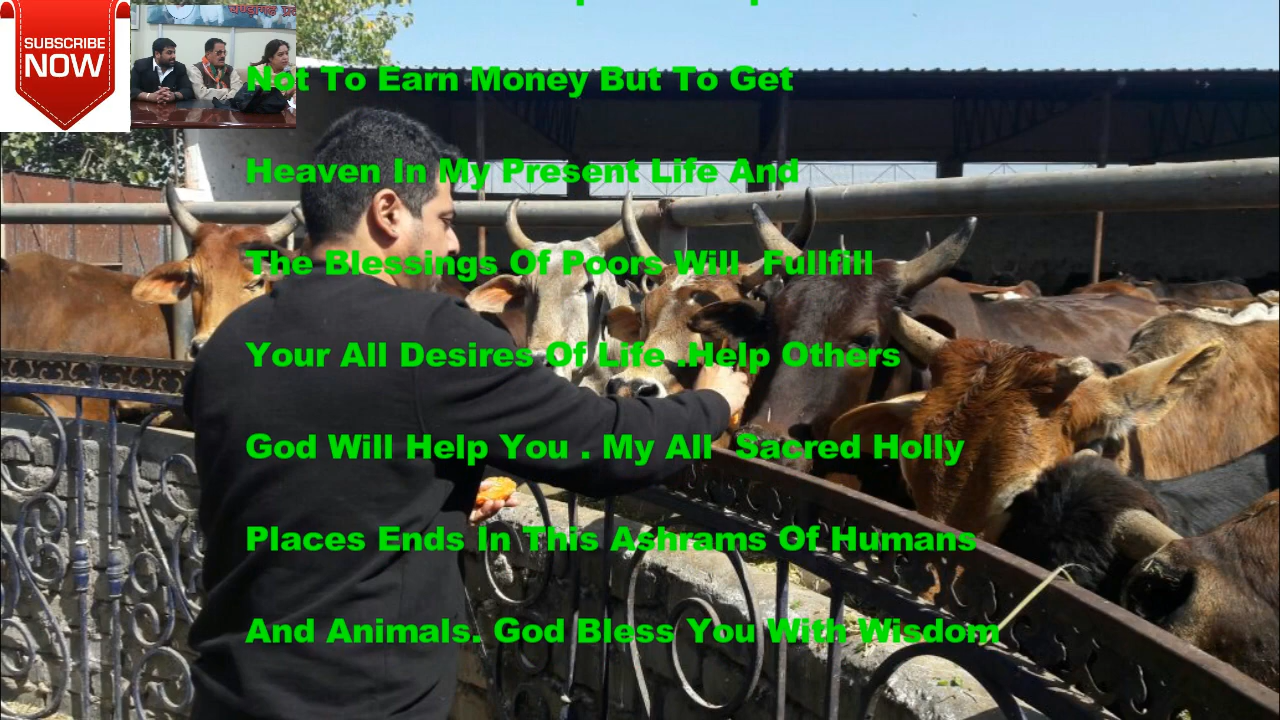 SUBSCRIBE
NOW
Not To Earn Money But To Get
Heaven In My Present Life And
The Blessings Of Poors Will Fullfill
Your All Desires Of Life .Help Others
God Will Help You . My All Sacred Holly
Places Ends In This Ashrams Of Humans
And Animals. God Bless You With Wisdom